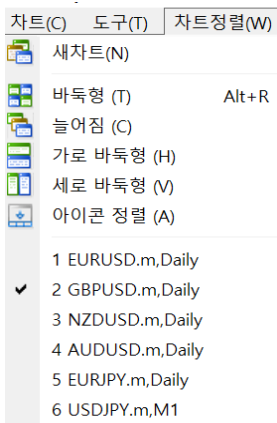 차트(C) 도구(T) 차트정렬(W)
새차트(N)
바둑형 (T) Alt+R
늘어짐 (C)
가로 바둑형 (H)
세로 바둑형 (V)
아이콘 정렬 (A)
1 EURUSD.m,Daily
2 GBPUSD.m,Daily
3 NZDUSD.m,Daily
4 AUDUSD.m,Daily
5 EURJPY.m,Daily
6 USDJPY.m,M1